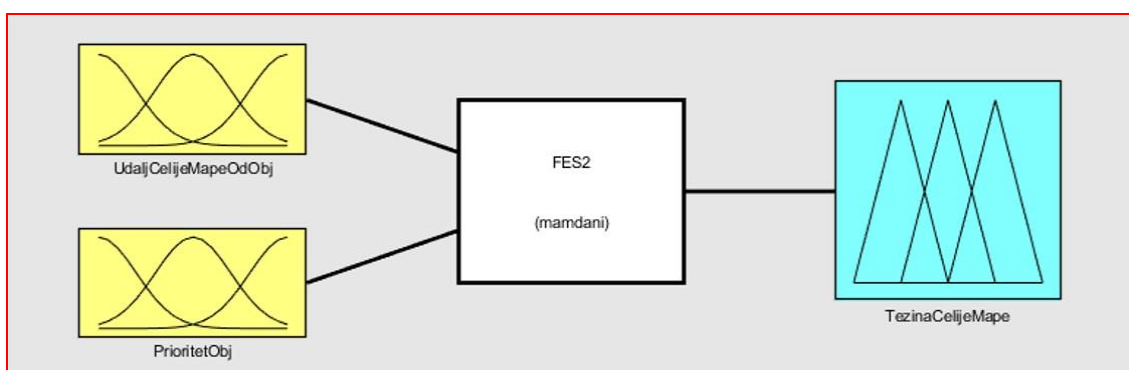 UdaljCelijeMapeOdObj
FES2
(mamdani)
PrioritetObj
TezinaCelijeMape